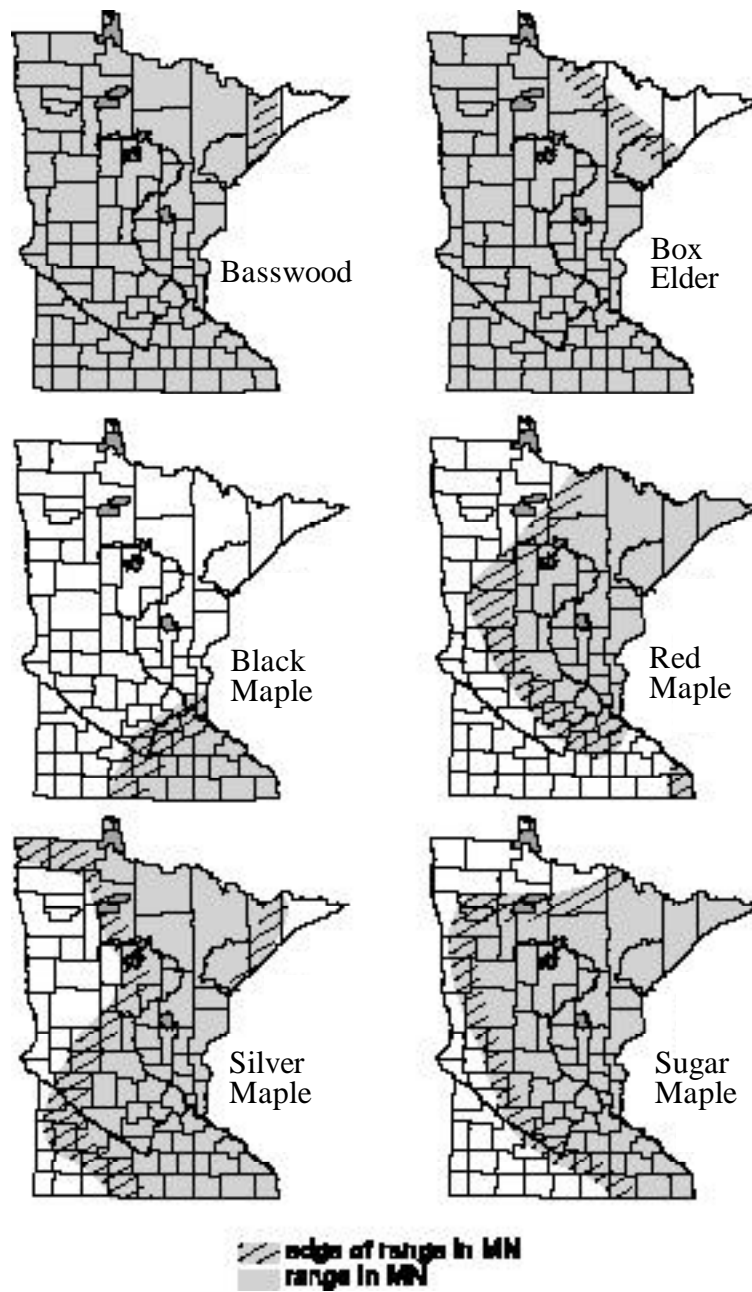 Basswood
Box
Elder
Black
Maple
Red
Maple
Silver
Maple
Sugar
Maple
edge of range in MN
range in MN